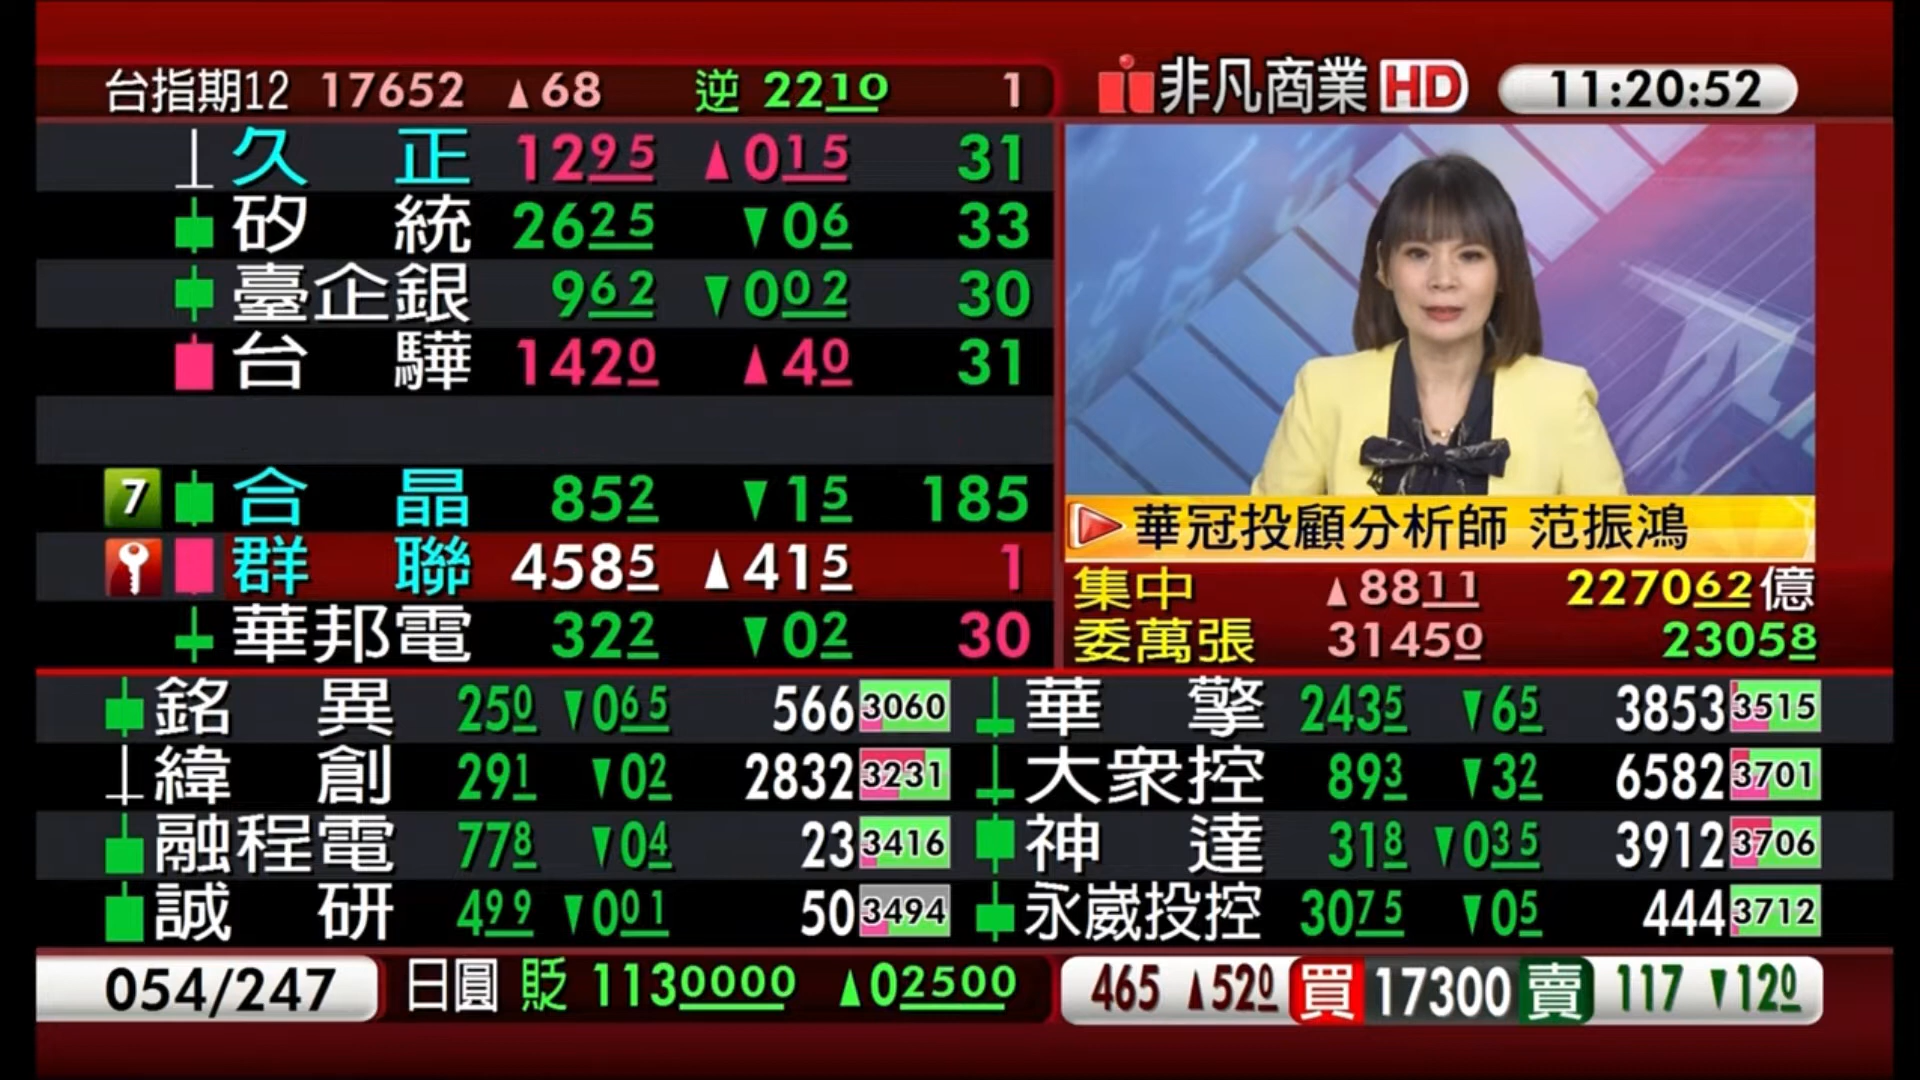 台指期12 17652 ▲68 逆 2210 1
非凡商業HD 11:20:52
久正 1295 ▲015 31
矽統 2625 ▼06 33
臺企銀 962 ▼002 30
台驊 1420 ▲40 31
7 合晶 852 ▼15 185
群聯 4585 ▲415 1
華邦電 322 ▼02 30
華冠投顧分析師 范振鴻
集中 ▲8811 227062億
委萬張 31450 23058
銘異 250 ▼065 566 3060
華擎 2435 ▼65 3853 3515
緯創 291 ▼02 2832 3231
大眾控 893 ▼32 6582 3701
融程電 778 ▼04 23 3416
神達 318 ▼035 3912 3706
誠研 499 ▼001 50 3494
永崴投控 3075 ▼05 444 3712
054/247 日圓 貶 1130000 ▲02500
465 ▲520 買 17300 賣 117 ▼120